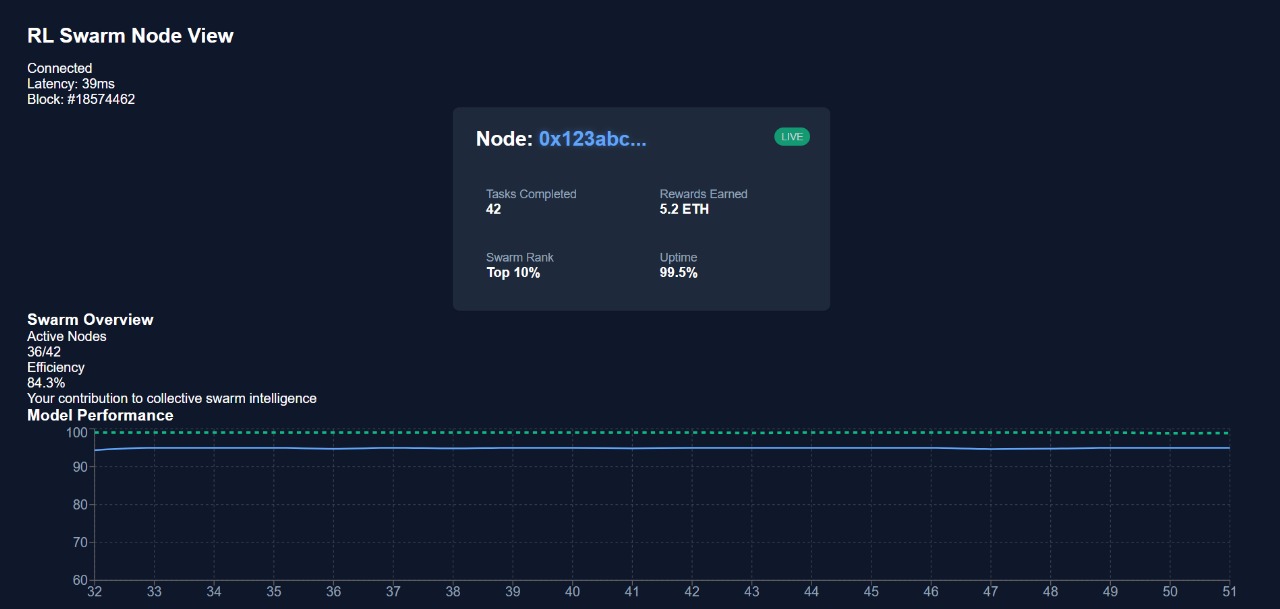 RL Swarm Node View
Connected
Latency: 39ms
Block: #18574462
Node: 0x123abc...
LIVE
Tasks Completed
42
Rewards Earned
5.2 ETH
Swarm Rank
Top 10%
Uptime
99.5%
Swarm Overview
Active Nodes
36/42
Efficiency
84.3%
Your contribution to collective swarm intelligence
Model Performance
100
90
80
70
60
32 33 34 35 36 37 38 39 40 41 42 43 44 45 46 47 48 49 50 51